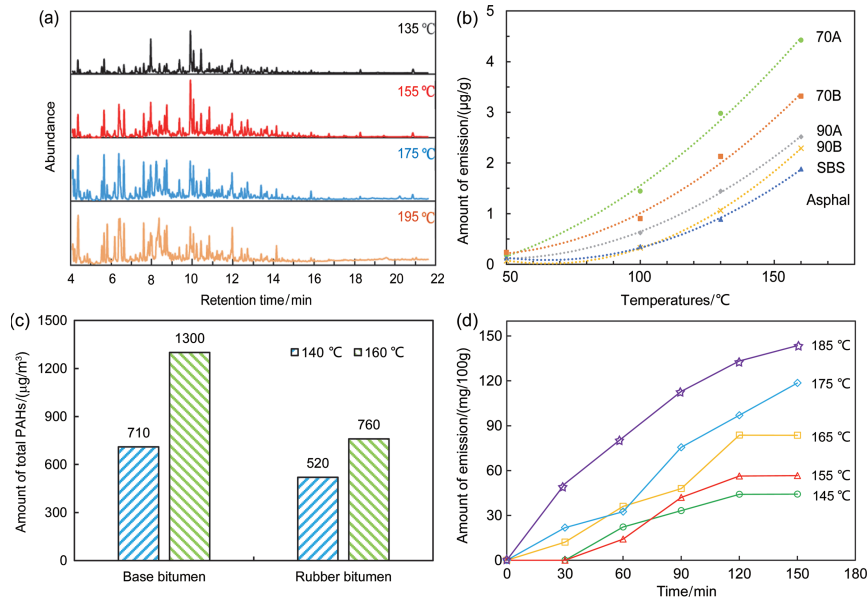 (a)
135℃
155℃
175℃
195℃
Abundance
4 6 8 10 12 14 16 18 20 22
Retention time/min
(b)
5
4
3
2
1
0
Amount of emission/(μg/g)
50 100 150
Temperatures/℃
70A
70B
90A
90B
SBS
Asphal
(c)
1500
1200
900
600
300
0
Amount of total PAHs/(μg/m³)
140 ℃ 160 ℃
710
1300
520
760
Base bitumen Rubber bitumen
(d)
150
120
90
60
30
0
Amount of emission/(mg/100g)
185 ℃
175 ℃
165 ℃
155 ℃
145 ℃
0 30 60 90 120 150 180
Time/min